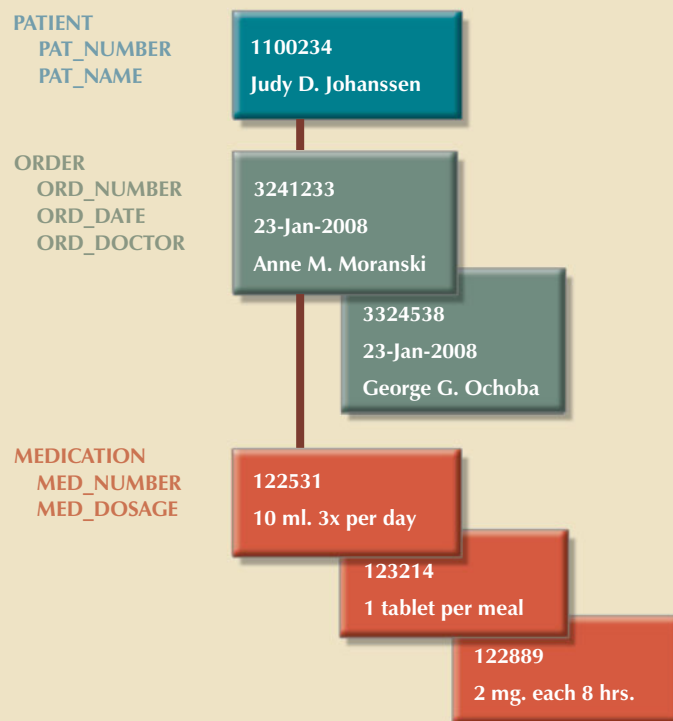 PATIENT
PAT_NUMBER
PAT_NAME
1100234
Judy D. Johanssen
ORDER
ORD_NUMBER
ORD_DATE
ORD_DOCTOR
3241233
23-Jan-2008
Anne M. Moranski
3324538
23-Jan-2008
George G. Ochoba
MEDICATION
MED_NUMBER
MED_DOSAGE
122531
10 ml. 3x per day
123214
1 tablet per meal
122889
2 mg. each 8 hrs.